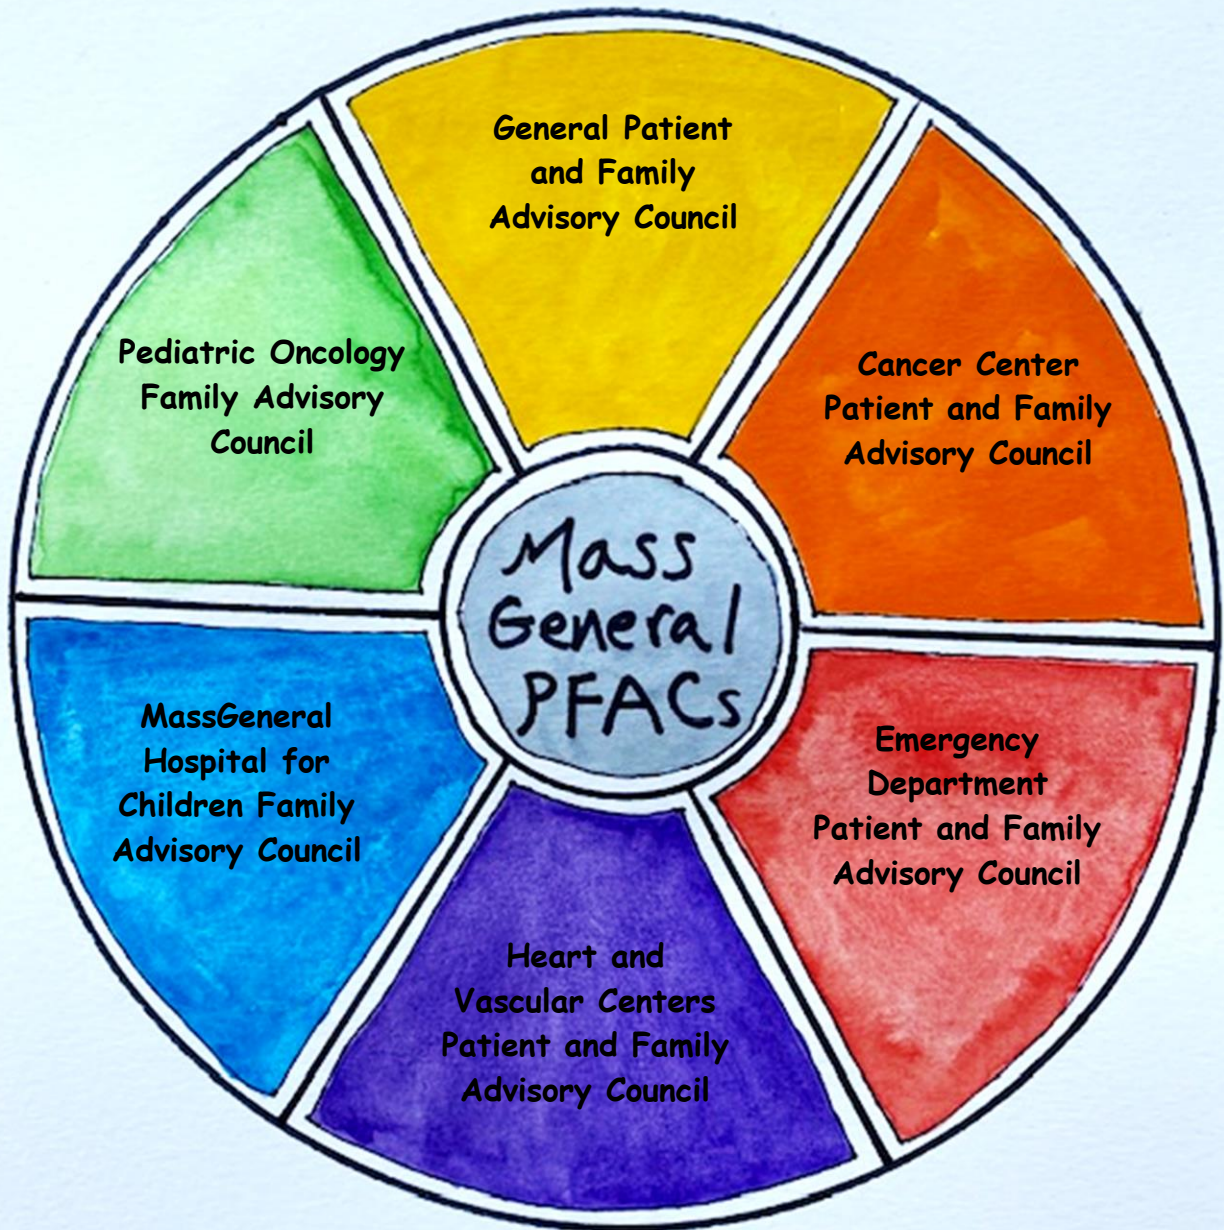 General Patient
and Family
Advisory Council
Cancer Center
Patient and Family
Advisory Council
Emergency
Department
Patient and Family
Advisory Council
Heart and
Vascular Centers
Patient and Family
Advisory Council
MassGeneral
Hospital for
Children Family
Advisory Council
Pediatric Oncology
Family Advisory
Council
Mass
General
PFACs